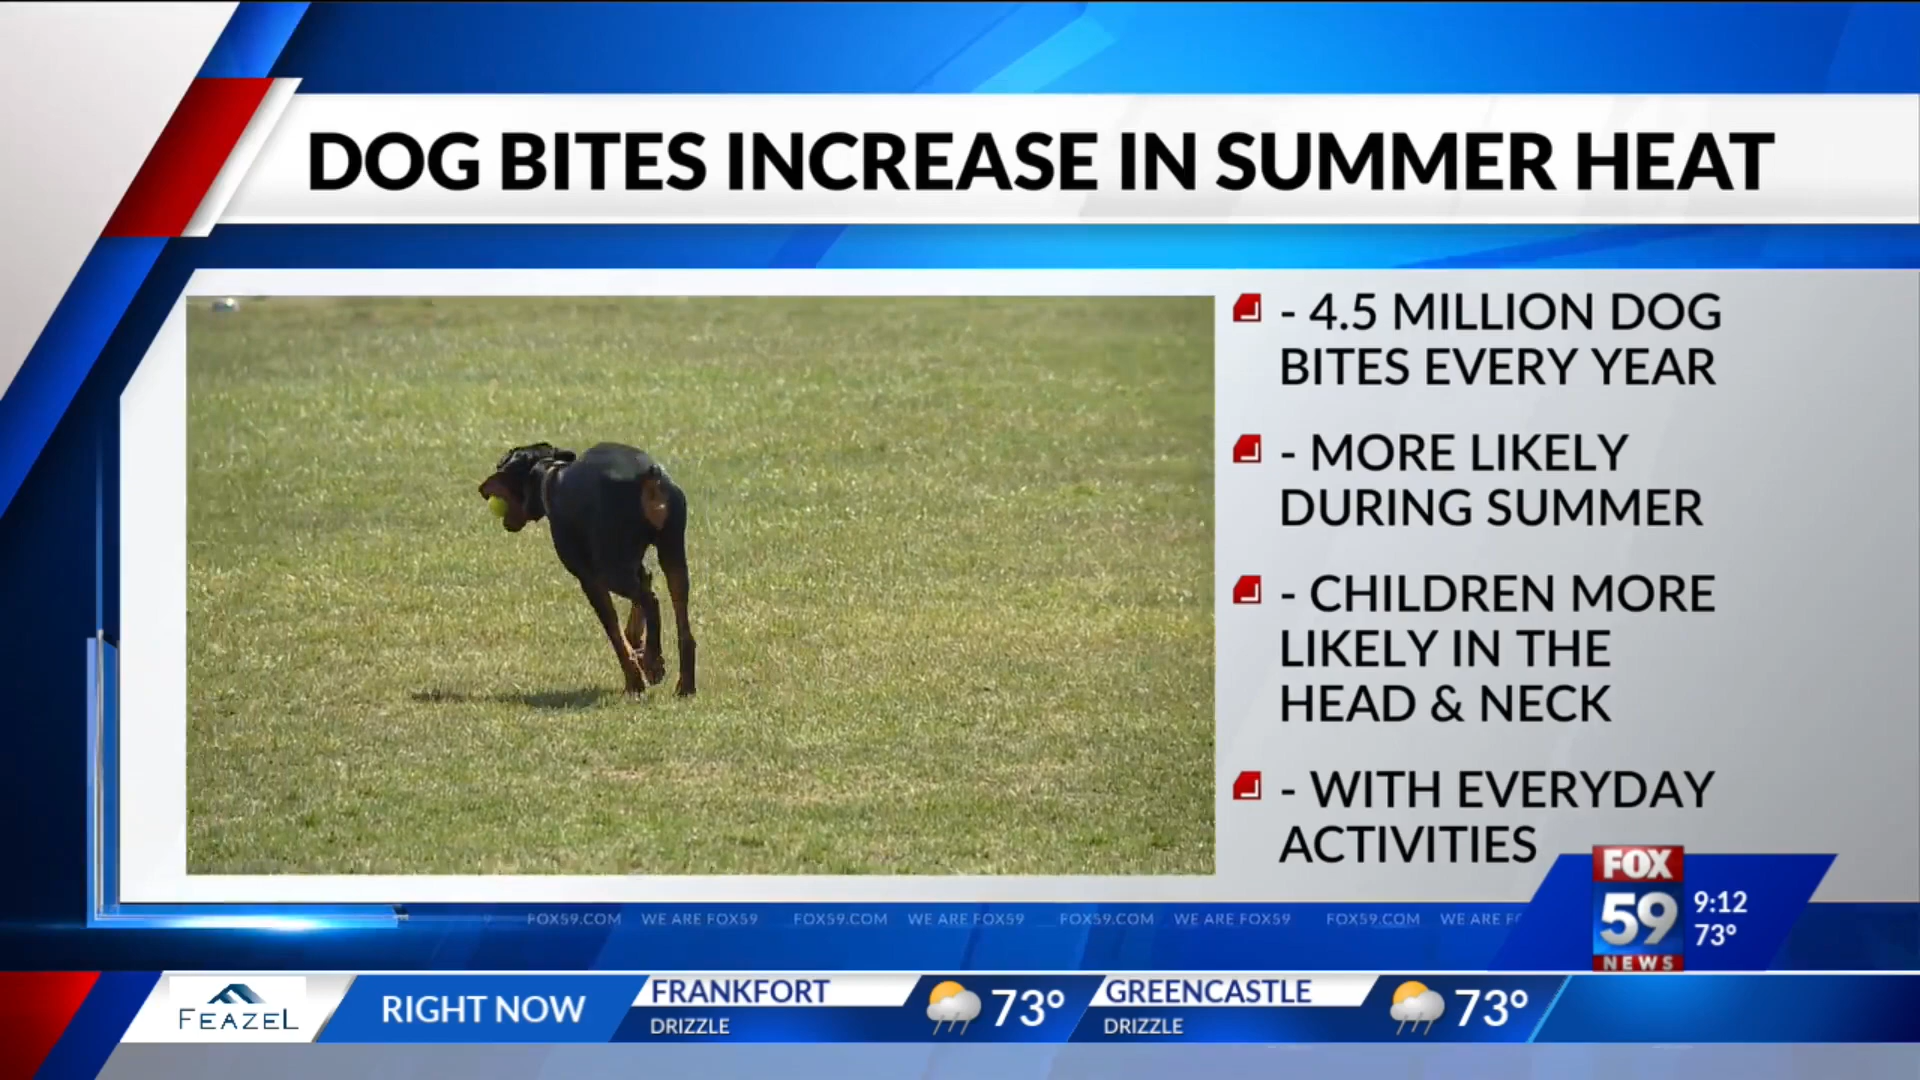 DOG BITES INCREASE IN SUMMER HEAT
- 4.5 MILLION DOG
BITES EVERY YEAR
- MORE LIKELY
DURING SUMMER
- CHILDREN MORE
LIKELY IN THE
HEAD & NECK
- WITH EVERYDAY
ACTIVITIES
FOX
59
NEWS
9:12
73°
FOX59.COM WE ARE FOX59 FOX59.COM WE ARE FOX59 FOX59.COM WE ARE FOX59 FOX59.COM WE ARE
FEAZEL
RIGHT NOW
FRANKFORT
DRIZZLE
73°
GREENCASTLE
DRIZZLE
73°